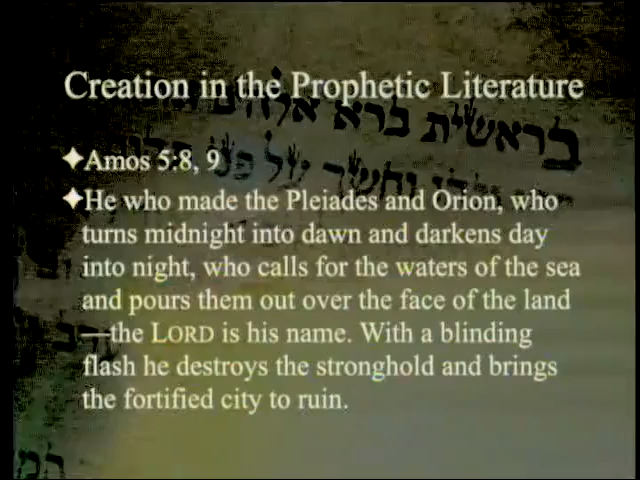 Creation in the Prophetic Literature
בראשית ברא אלהים
✦Amos 5:8, 9
✦He who made the Pleiades and Orion, who
turns midnight into dawn and darkens day
into night, who calls for the waters of the sea
and pours them out over the face of the land
—the LORD is his name. With a blinding
flash he destroys the stronghold and brings
the fortified city to ruin.